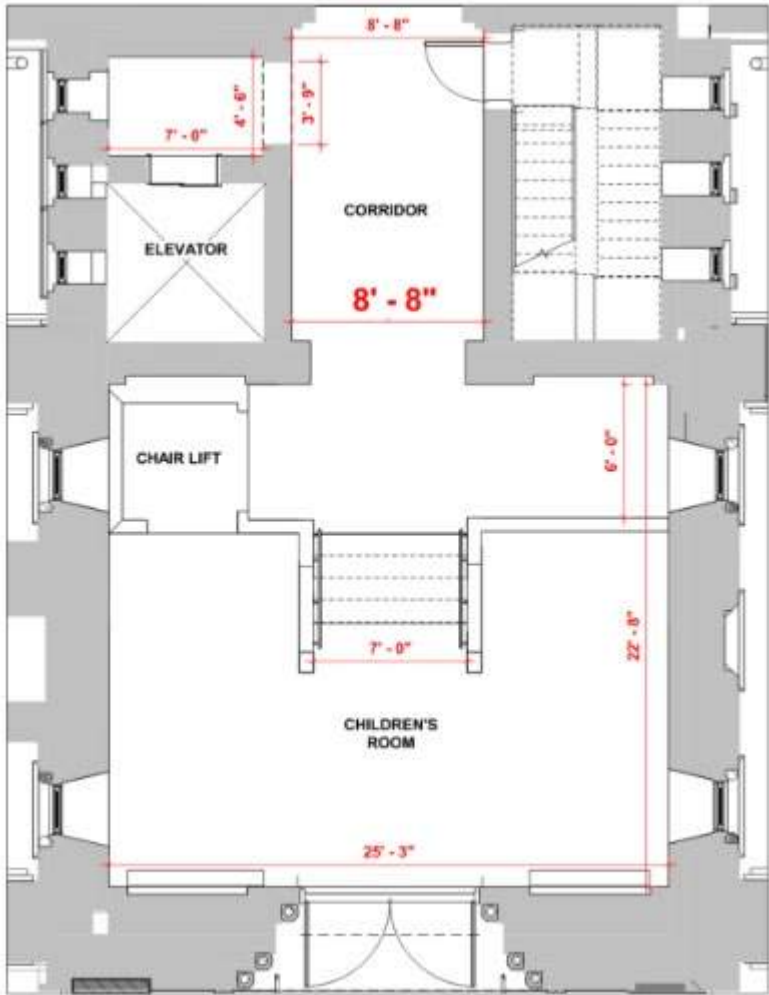 8' - 8"
4' - 6"
3' - 9"
7' - 0"
CORRIDOR
ELEVATOR
8' - 8"
CHAIR LIFT
6' - 0"
22' - 8"
7' - 0"
CHILDREN'S
ROOM
25' - 3"